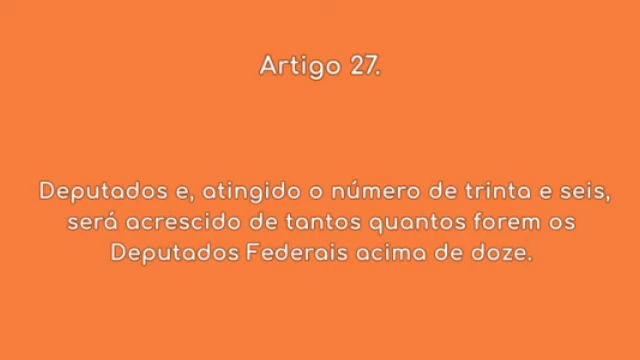 Artigo 27.
Deputados e, atingido o número de trinta e seis,
será acrescido de tantos quantos forem os
Deputados Federais acima de doze.